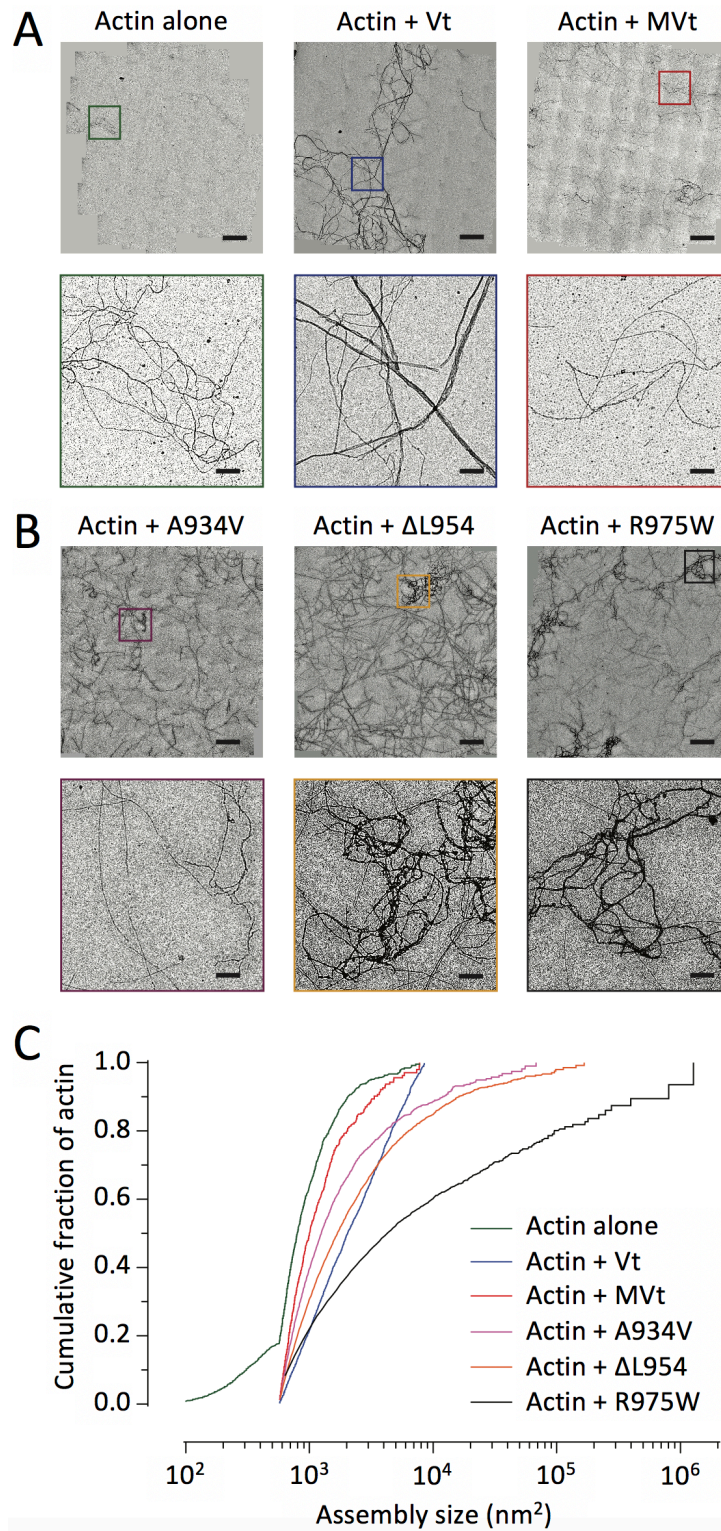 A
Actin alone
Actin + Vt
Actin + MVt
B
Actin + A934V
Actin + ΔL954
Actin + R975W
C
Cumulative fraction of actin
1.0
0.8
0.6
0.4
0.2
0.0
Actin alone
Actin + Vt
Actin + MVt
Actin + A934V
Actin + ΔL954
Actin + R975W
10²
10³
10⁴
10⁵
10⁶
Assembly size (nm²)